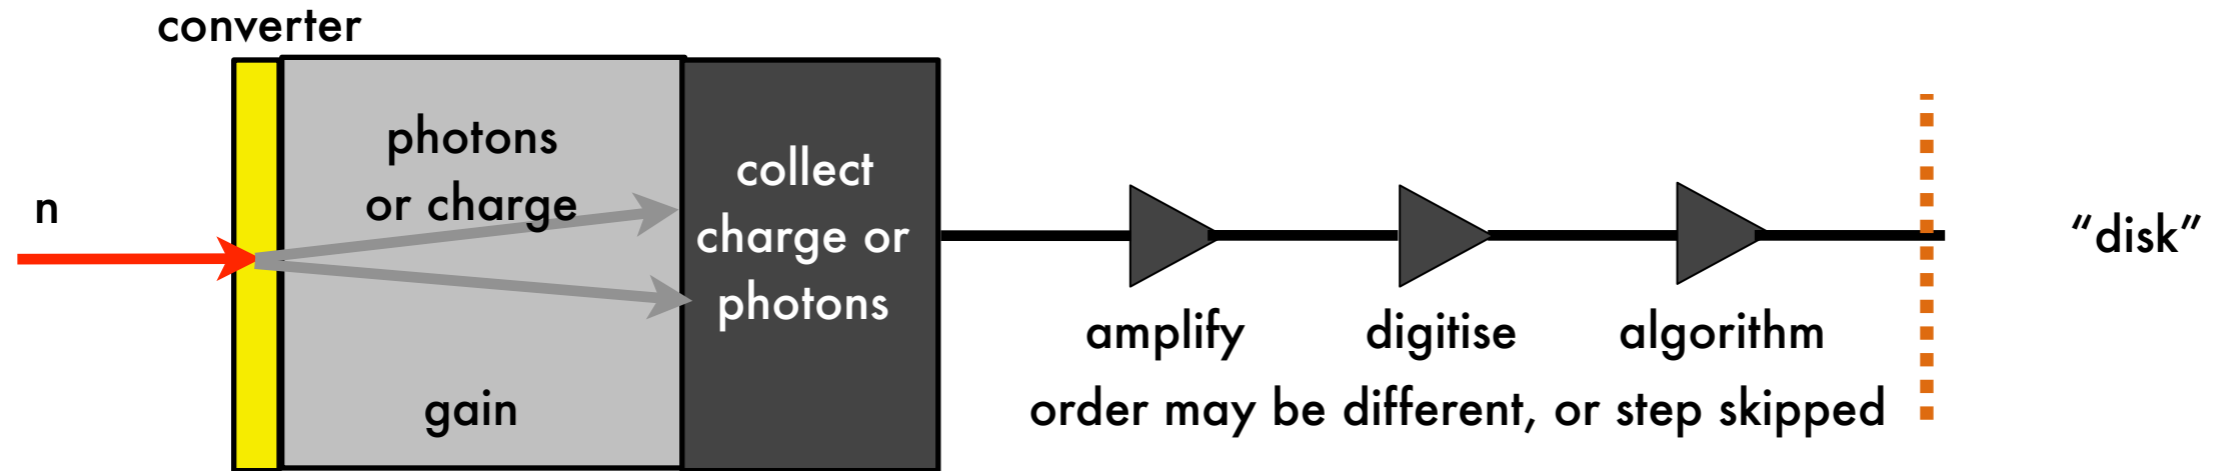 converter
n
photons
or charge
gain
collect
charge or
photons
amplify
digitise
algorithm
order may be different, or step skipped
“disk”